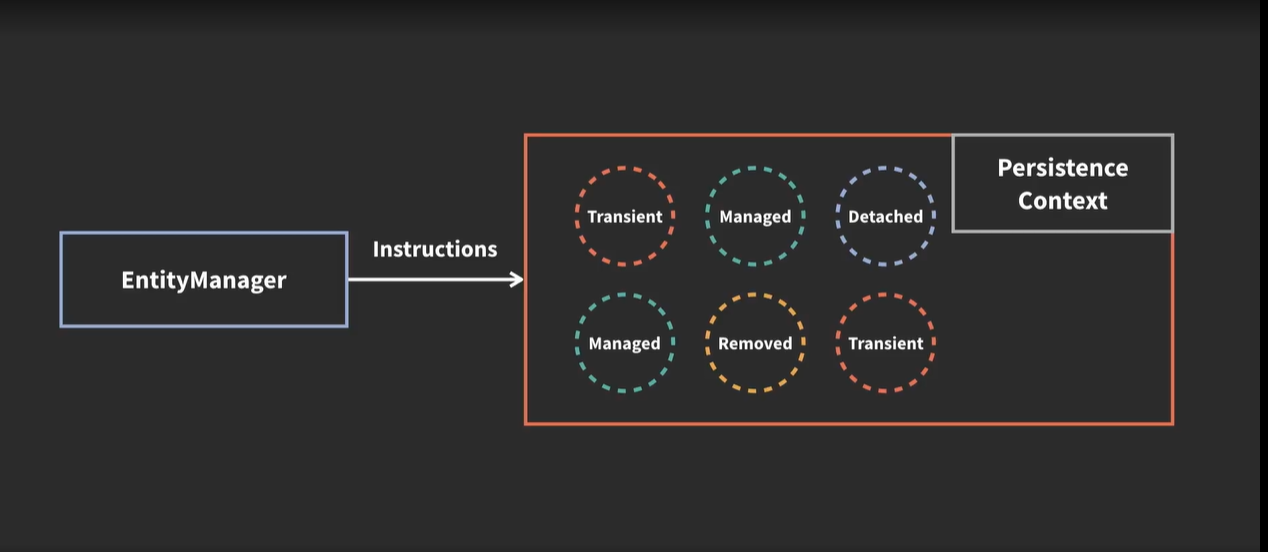 EntityManager
Instructions
Persistence
Context
Transient
Managed
Detached
Managed
Removed
Transient